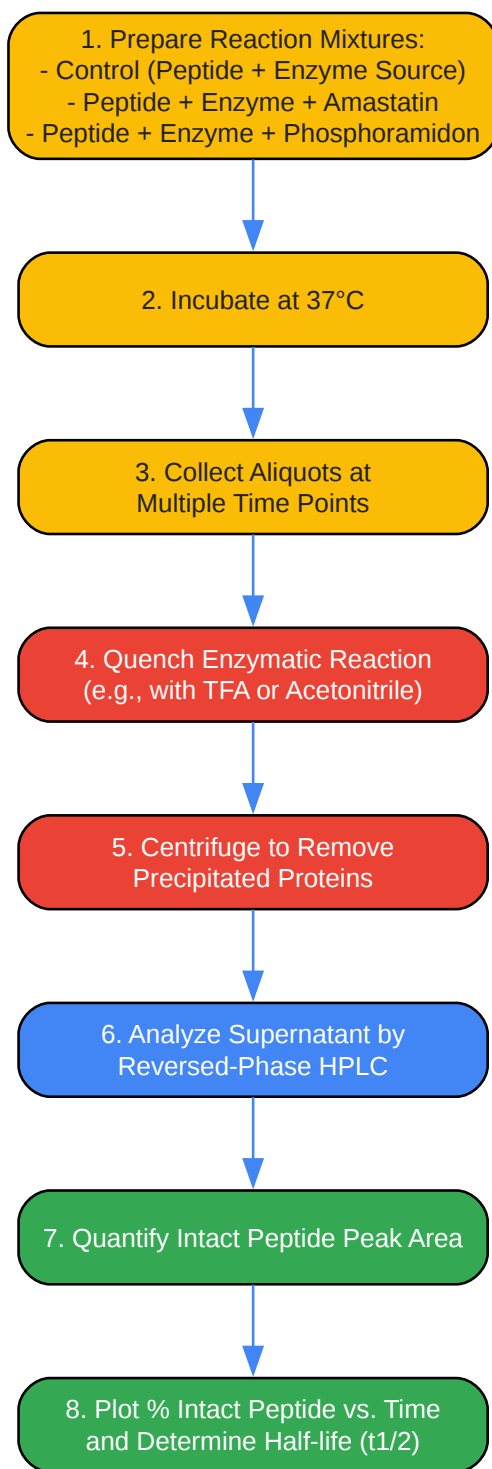 1. Prepare Reaction Mixtures:
- Control (Peptide + Enzyme Source)
- Peptide + Enzyme + Amastatin
- Peptide + Enzyme + Phosphoramidon
2. Incubate at 37°C
3. Collect Aliquots at
Multiple Time Points
4. Quench Enzymatic Reaction
(e.g., with TFA or Acetonitrile)
5. Centrifuge to Remove
Precipitated Proteins
6. Analyze Supernatant by
Reversed-Phase HPLC
7. Quantify Intact Peptide Peak Area
8. Plot % Intact Peptide vs. Time
and Determine Half-life (t1/2)